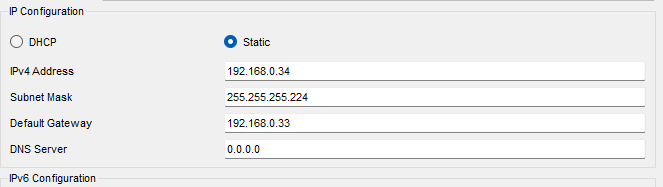 IP Configuration
DHCP
Static
IPv4 Address 192.168.0.34
Subnet Mask 255.255.255.224
Default Gateway 192.168.0.33
DNS Server 0.0.0.0
IPv6 Configuration